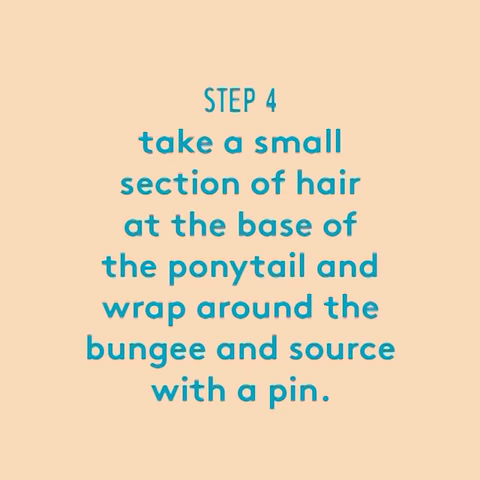 STEP 4
take a small
section of hair
at the base of
the ponytail and
wrap around the
bungee and source
with a pin.